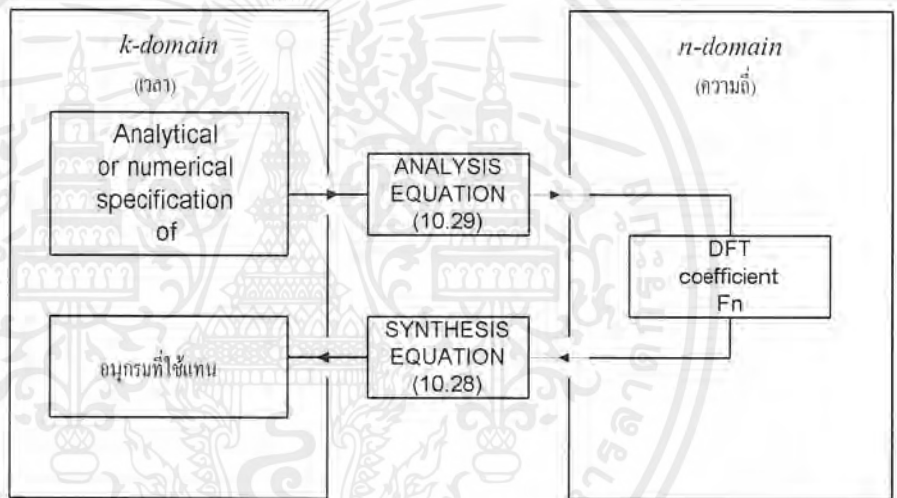 k-domain
(เวลา)
Analytical
or numerical
specification
of
ANALYSIS
EQUATION
(10.29)
n-domain
(ความถี่)
DFT
coefficient
Fn
SYNTHESIS
EQUATION
(10.28)
อนุกรมที่ใช้แทน